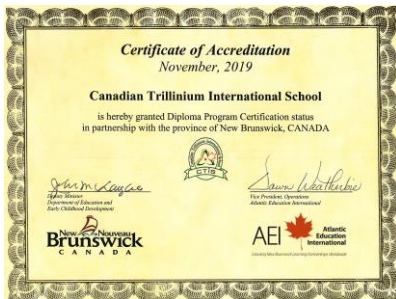 Certificate of Accreditation
November, 2019
Canadian Trillinium International School
is hereby granted Diploma Program Certification status
in partnership with the province of New Brunswick, CANADA
CTIS
Deputy Minister
Department of Education and
Early Childhood Development
Vice President, Operations
Atlantic Education International
New Nouveau
Brunswick
CANADA
AEI
Atlantic
Education
International